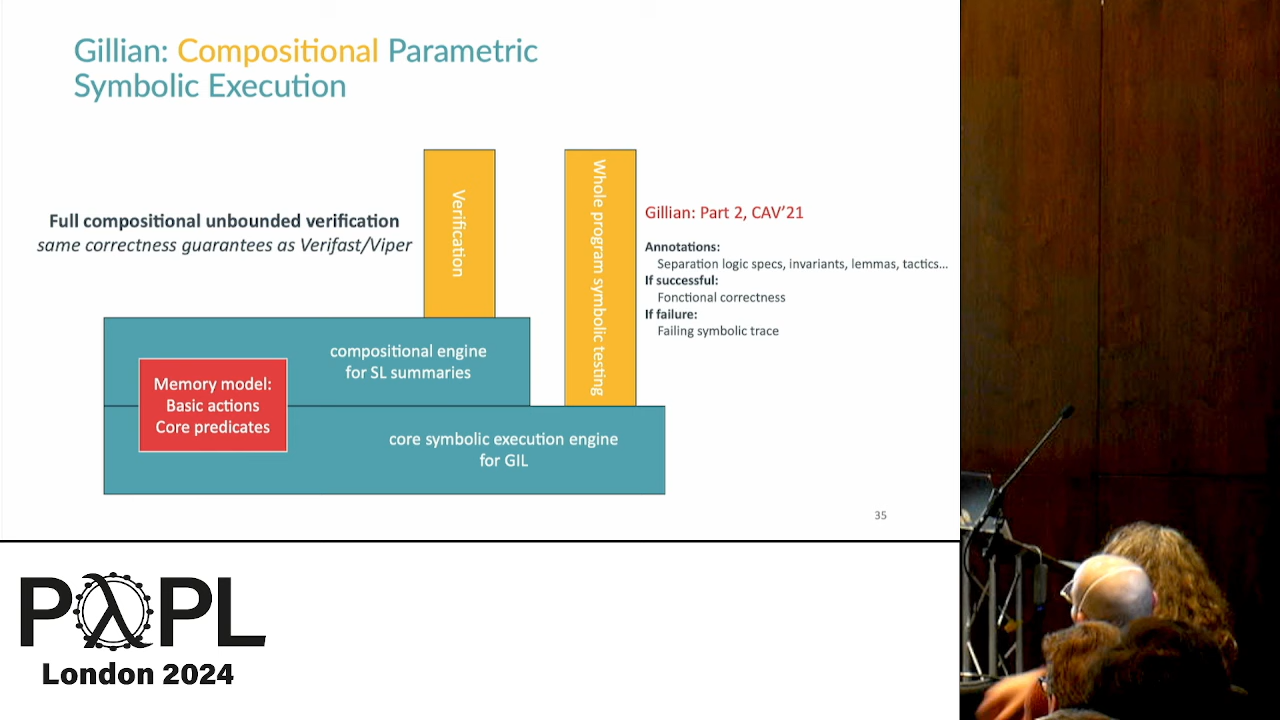 Gillian: Compositional Parametric
Symbolic Execution
Full compositional unbounded verification
same correctness guarantees as Verifast/Viper
Verification
Whole program symbolic testing
Gillian: Part 2, CAV'21
Annotations:
Separation logic specs, invariants, lemmas, tactics...
If successful:
Fonctional correctness
If failure:
Failing symbolic trace
compositional engine
for SL summaries
Memory model:
Basic actions
Core predicates
core symbolic execution engine
for GIL
35
PλPL
London 2024